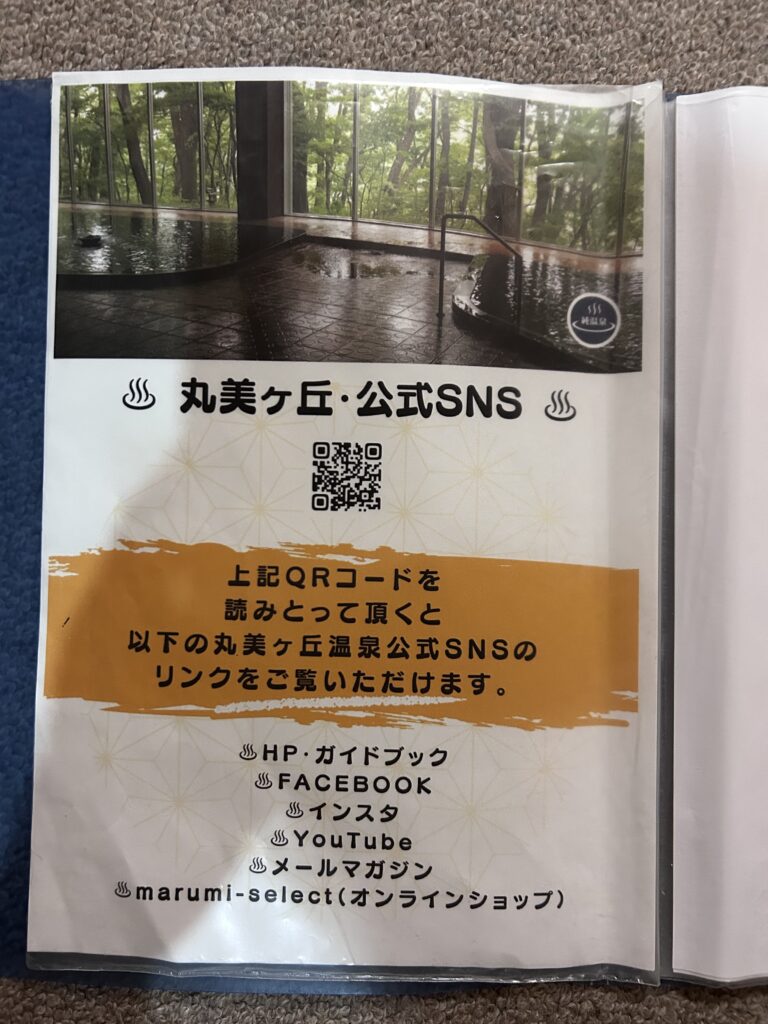 純温泉
♨ 丸美ヶ丘・公式SNS ♨
上記QRコードを
読みとって頂くと
以下の丸美ヶ丘温泉公式SNSの
リンクをご覧いただけます。
♨HP・ガイドブック
♨FACEBOOK
♨インスタ
♨YouTube
♨メールマガジン
♨marumi-select(オンラインショップ)